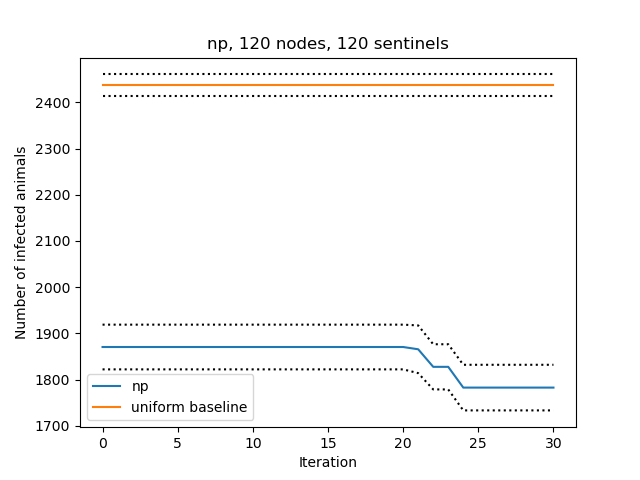 np, 120 nodes, 120 sentinels
Number of infected animals
2400
2300
2200
2100
2000
1900
1800
1700
np
uniform baseline
0 5 10 15 20 25 30
Iteration